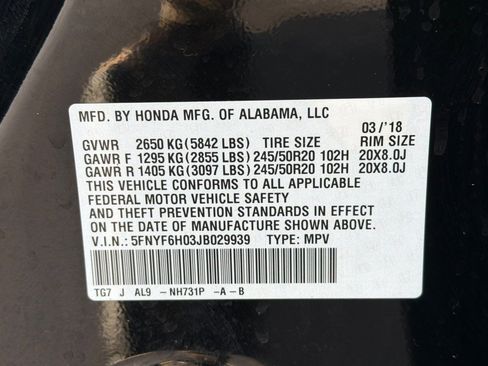 MFD. BY HONDA MFG. OF ALABAMA, LLC
03 /'18
GVWR 2650 KG (5842 LBS) TIRE SIZE RIM SIZE
GAWR F 1295 KG (2855 LBS) 245/50R20 102H 20X8.0J
GAWR R 1405 KG (3097 LBS) 245/50R20 102H 20X8.0J
THIS VEHICLE CONFORMS TO ALL APPLICABLE
FEDERAL MOTOR VEHICLE SAFETY
AND THEFT PREVENTION STANDARDS IN EFFECT
ON THE DATE OF MANUFACTURE SHOWN ABOVE.
V.I.N.: 5FNYF6H03JB029939 TYPE: MPV
TG7 J AL9 - NH731P -A-B